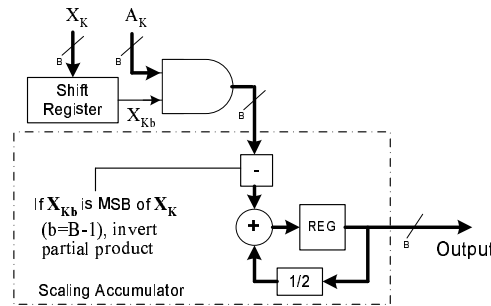 X_K A_K
B B
Shift
Register
X_Kb
B
-
If X_Kb is MSB of X_K
(b=B-1), invert
partial product
+ REG
B
Output
1/2
Scaling Accumulator